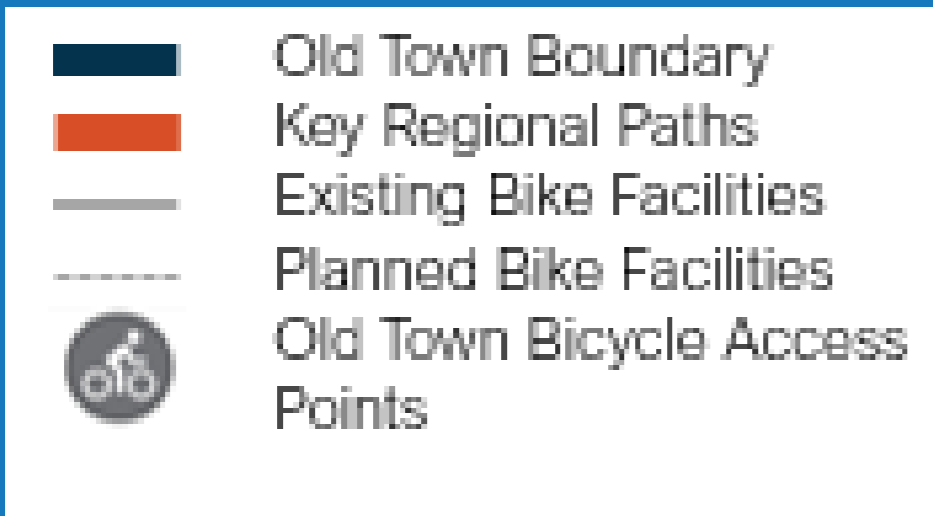 Old Town Boundary
Key Regional Paths
Existing Bike Facilities
Planned Bike Facilities
Old Town Bicycle Access
Points